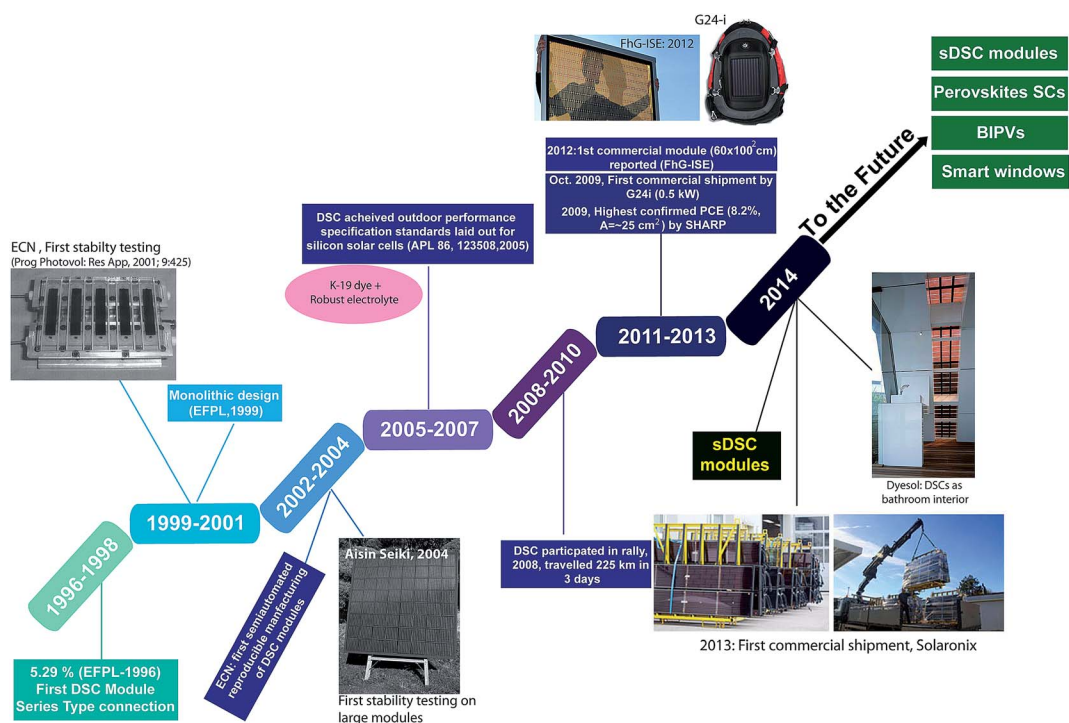 G24-i
FhG-ISE: 2012
sDSC modules
Perovskites SCs
BIPVs
Smart windows
To the Future
2012:1st commercial module (60x100²cm)
reported (FhG-ISE)
Oct. 2009, First commercial shipment by
G24i (0.5 kW)
2009, Highest confirmed PCE (8.2%,
A=~25 cm²) by SHARP
DSC acheived outdoor performance
specification standards laid out for
silicon solar cells (APL 86, 123508,2005)
K-19 dye +
Robust electrolyte
ECN , First stabilty testing
(Prog Photovol: Res App, 2001; 9:425)
Monolithic design
(EFPL,1999)
1996-1998
1999-2001
2002-2004
2005-2007
2008-2010
2011-2013
2014
sDSC
modules
Dyesol: DSCs as
bathroom interior
DSC particpated in rally,
2008, travelled 225 km in
3 days
2013: First commercial shipment, Solaronix
Aisin Seiki, 2004
First stability testing on
large modules
ECN: first semiautomated
reproducible manfacturing
of DSC modules
5.29 % (EFPL-1996)
First DSC Module
Series Type connection